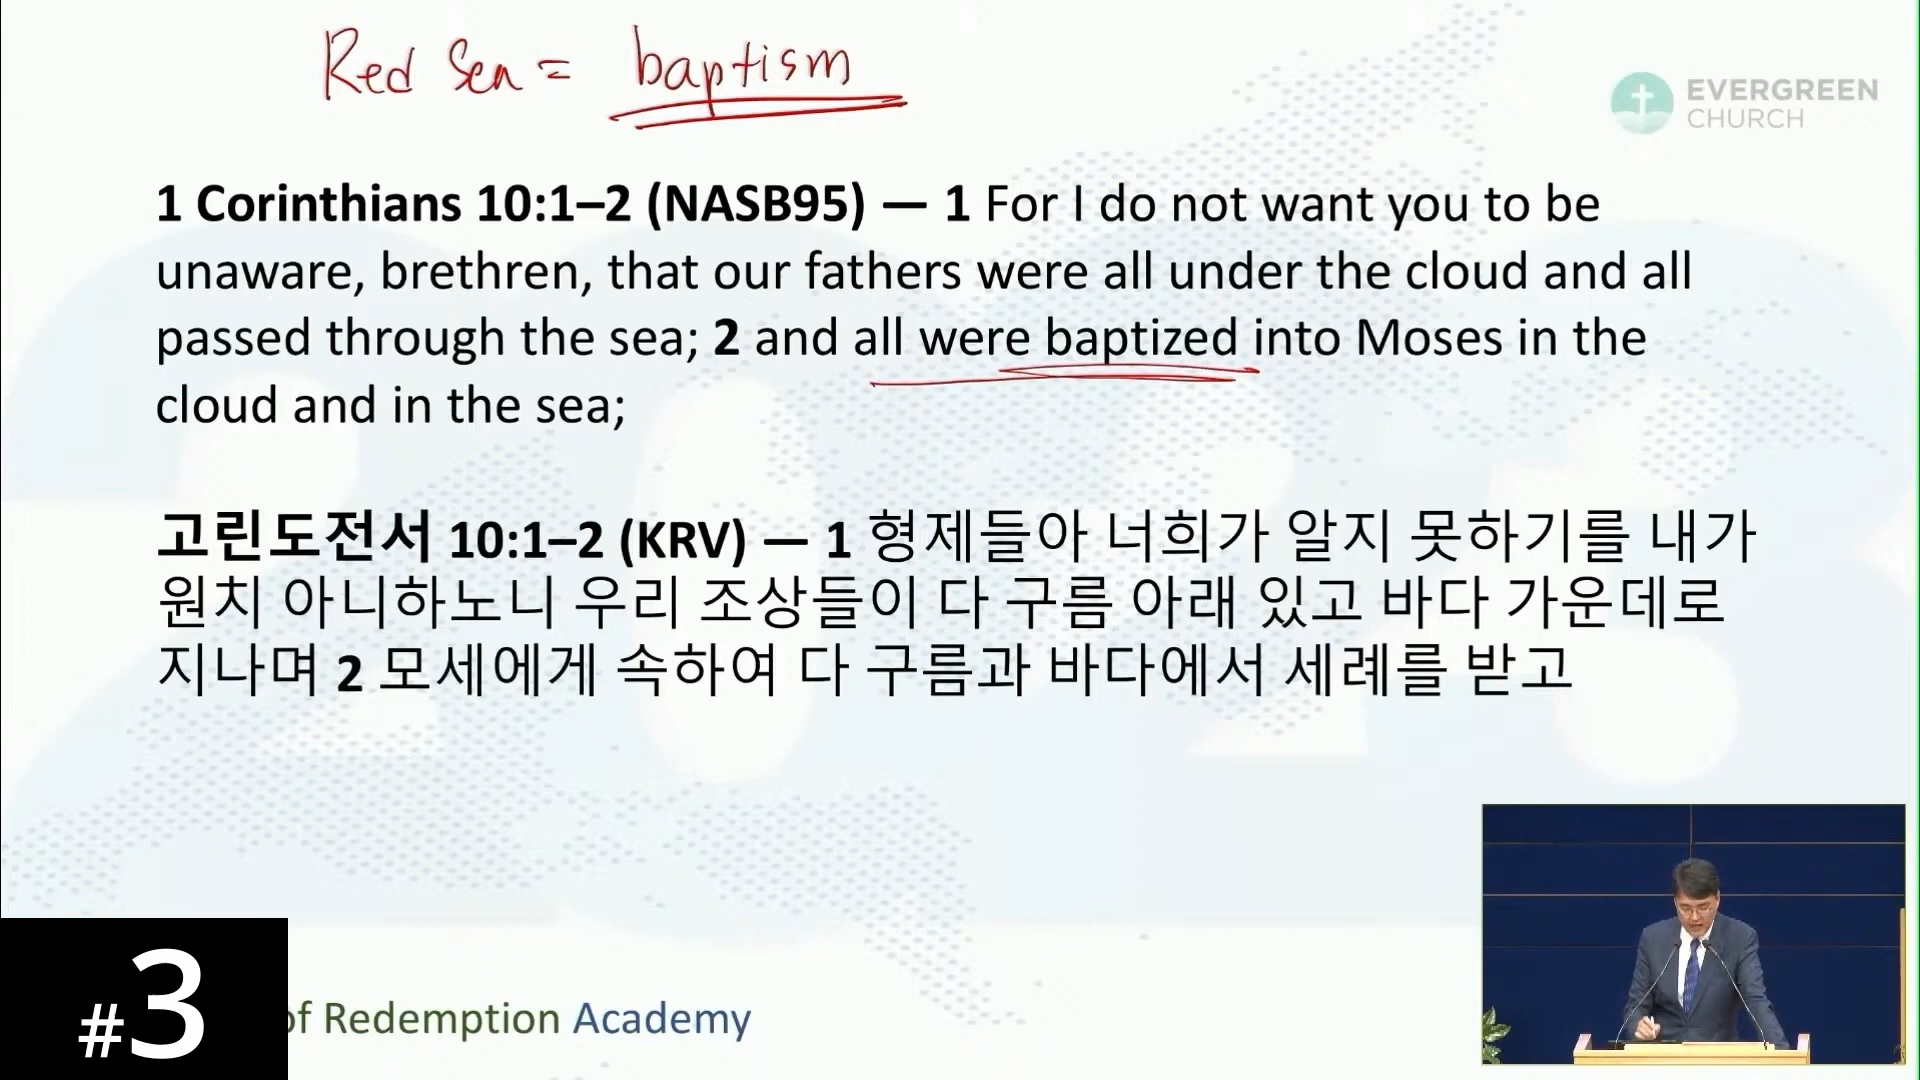 Red Sea = baptism
EVERGREEN
CHURCH
1 Corinthians 10:1–2 (NASB95) — 1 For I do not want you to be
unaware, brethren, that our fathers were all under the cloud and all
passed through the sea; 2 and all were baptized into Moses in the
cloud and in the sea;
고린도전서 10:1–2 (KRV) — 1 형제들아 너희가 알지 못하기를 내가
원치 아니하노니 우리 조상들이 다 구름 아래 있고 바다 가운데로
지나며 2 모세에게 속하여 다 구름과 바다에서 세례를 받고
#3
of Redemption Academy